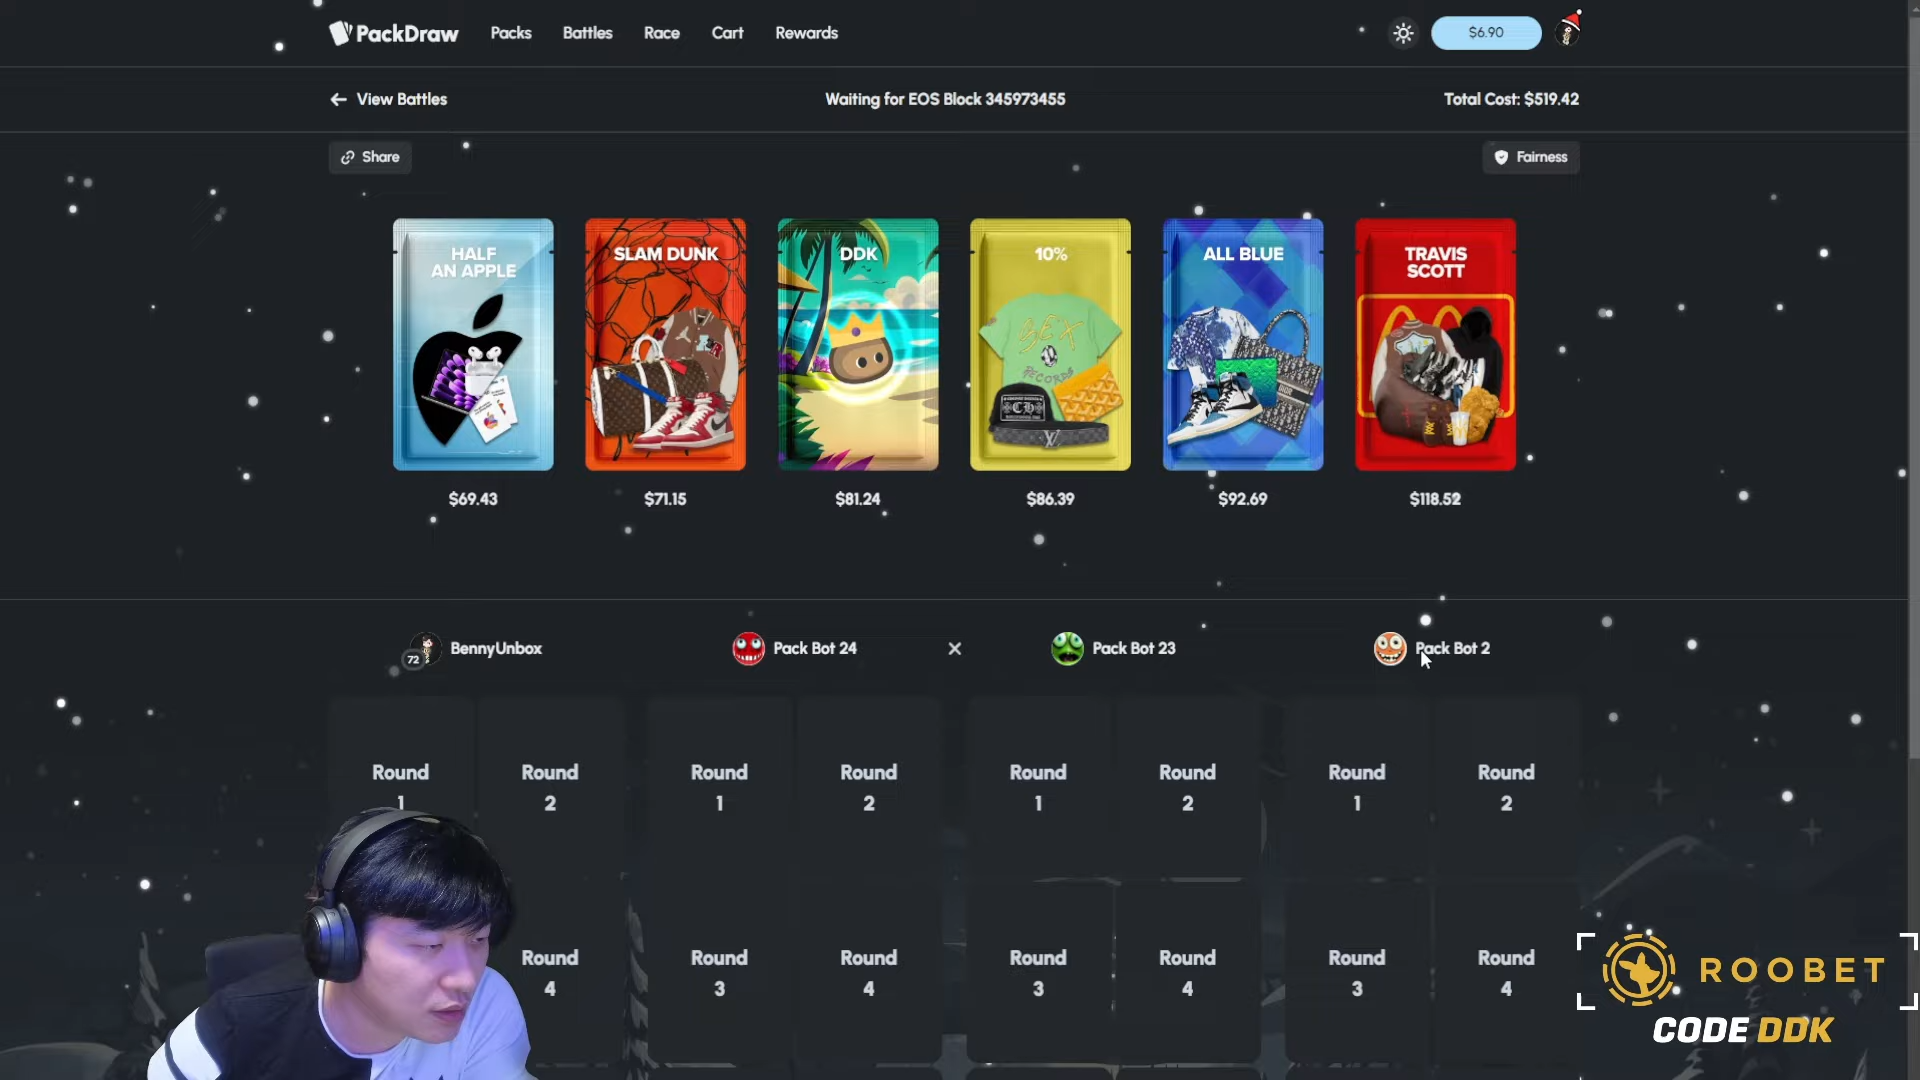 PackDraw
Packs
Battles
Race
Cart
Rewards
$6.90
View Battles
Waiting for EOS Block 345973455
Total Cost: $519.42
Share
Fairness
HALF
AN APPLE
SLAM DUNK
DDK
10%
ALL BLUE
TRAVIS
SCOTT
SEX
RECORDS
CH
LV
$69.43
$71.15
$81.24
$86.39
$92.69
$118.52
72
BennyUnbox
Pack Bot 24
Pack Bot 23
Pack Bot 2
Round
1
Round
2
Round
1
Round
2
Round
1
Round
2
Round
1
Round
2
Round
4
Round
3
Round
4
Round
3
Round
4
Round
3
Round
4
ROOBET
CODE DDK